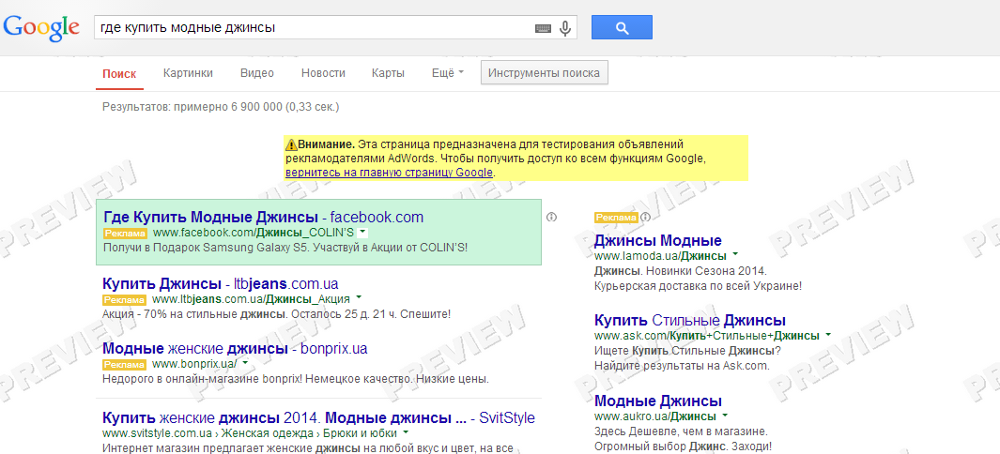 Google
где купить модные джинсы
Поиск Картинки Видео Новости Карты Ещё Инструменты поиска
Результатов: примерно 6 900 000 (0,33 сек.)
Внимание. Эта страница предназначена для тестирования объявлений
рекламодателями AdWords. Чтобы получить доступ ко всем функциям Google,
вернитесь на главную страницу Google.
Где Купить Модные Джинсы - facebook.com
Реклама www.facebook.com/Джинсы_COLIN'S
Получи в Подарок Samsung Galaxy S5. Участвуй в Акции от COLIN'S!
Купить Джинсы - ltbjeans.com.ua
Реклама www.ltbjeans.com.ua/Джинсы_Акция
Акция - 70% на стильные джинсы. Осталось 25 д. 21 ч. Спешите!
Модные женские джинсы - bonprix.ua
Реклама www.bonprix.ua/
Недорого в онлайн-магазине bonprix! Немецкое качество. Низкие цены.
Купить женские джинсы 2014. Модные джинсы ... - SvitStyle
www.svitstyle.com.ua › Женская одежда › Брюки и юбки
Интернет магазин предлагает женские джинсы на любой вкус и цвет, на все
Реклама
Джинсы Модные
www.lamoda.ua/Джинсы
Джинсы. Новинки Сезона 2014.
Курьерская доставка по всей Украине!
Купить Стильные Джинсы
www.ask.com/Купить+Стильные+Джинсы
Ищете Купить Стильные Джинсы?
Найдите результаты на Ask.com.
Модные Джинсы
www.aukro.ua/Джинсы
Здесь Дешевле, чем в магазине.
Огромный выбор Джинс. Заходи!
PREVIEW
PREVIEW
PREVIEW
PREVIEW
PREVIEW
PREVIEW
PREVIEW
PREVIEW